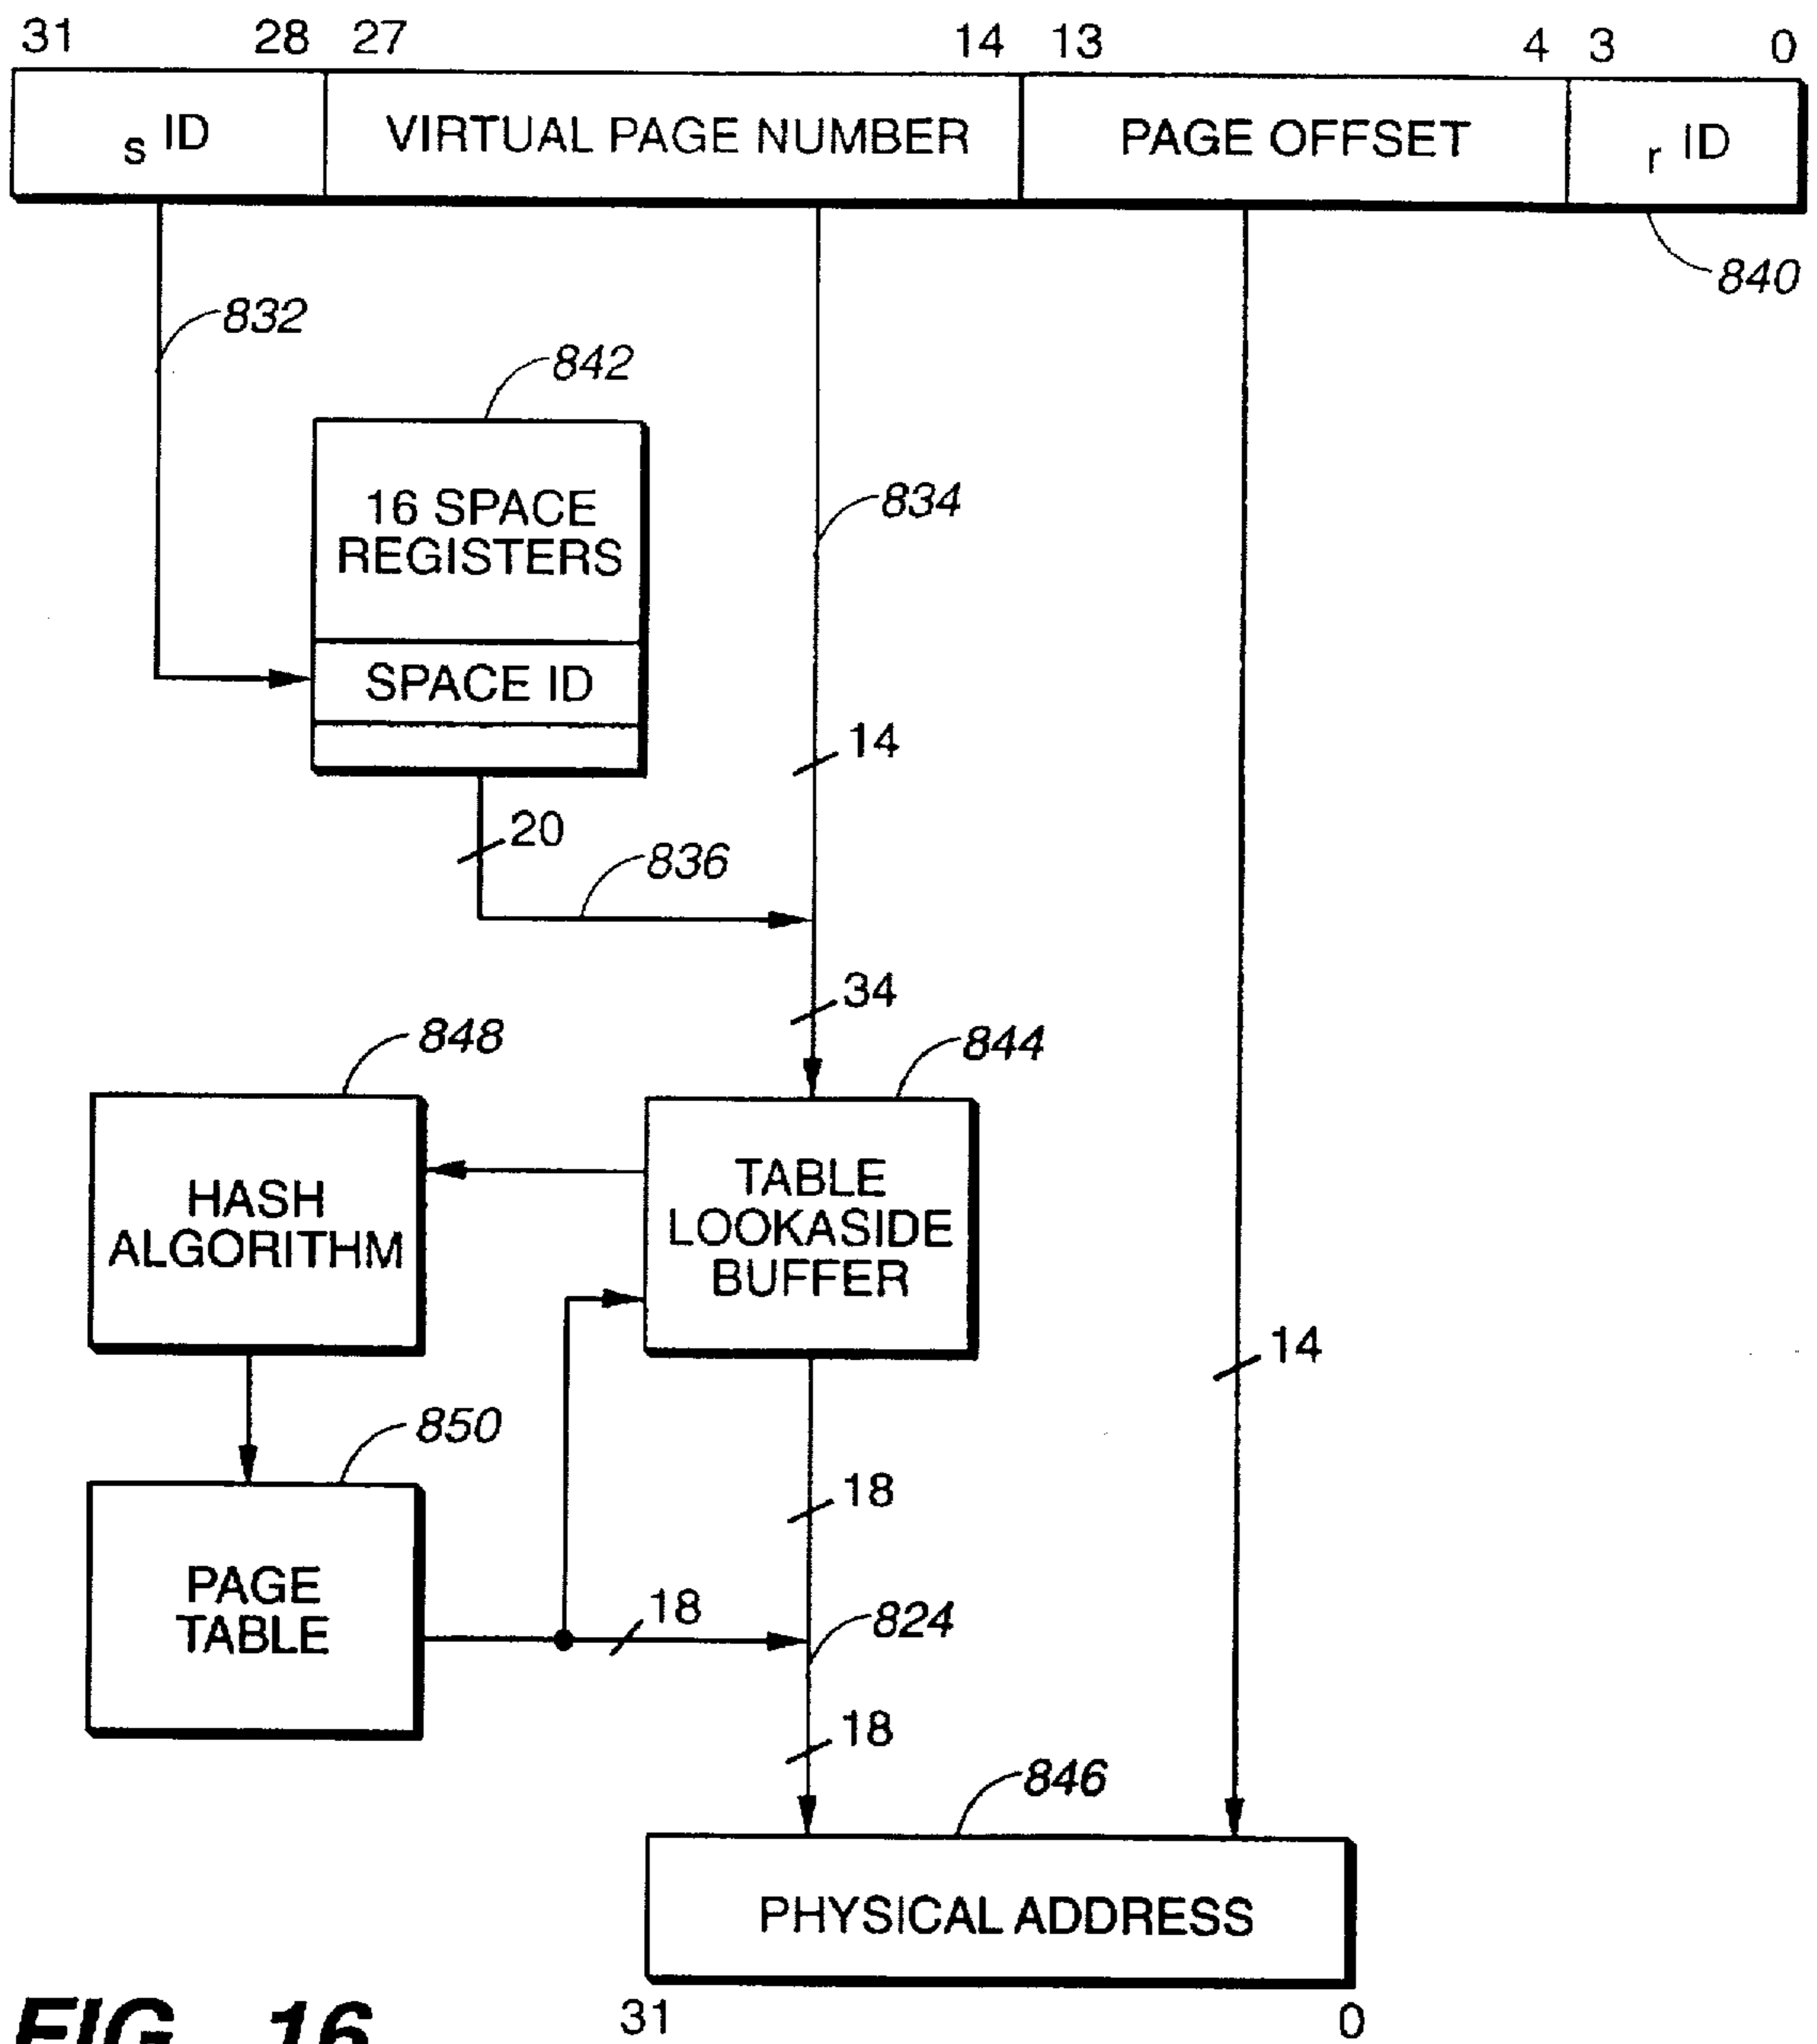 31 28 27 14 13 4 3 0
s ID VIRTUAL PAGE NUMBER PAGE OFFSET r ID
840
832
842
16 SPACE
REGISTERS
834
SPACE ID
14
20
836
34
848
844
HASH
ALGORITHM
TABLE
LOOKASIDE
BUFFER
14
850
18
PAGE
TABLE
18
824
18
846
PHYSICAL ADDRESS
31 0
FIG. 16